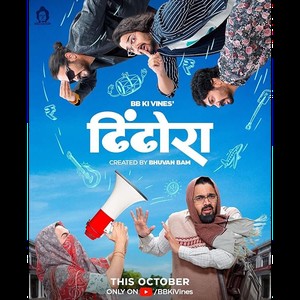 BB KI VINES'
ढिंढोरा
CREATED BY BHUVAN BAM
THIS OCTOBER
ONLY ON /BBKiVines